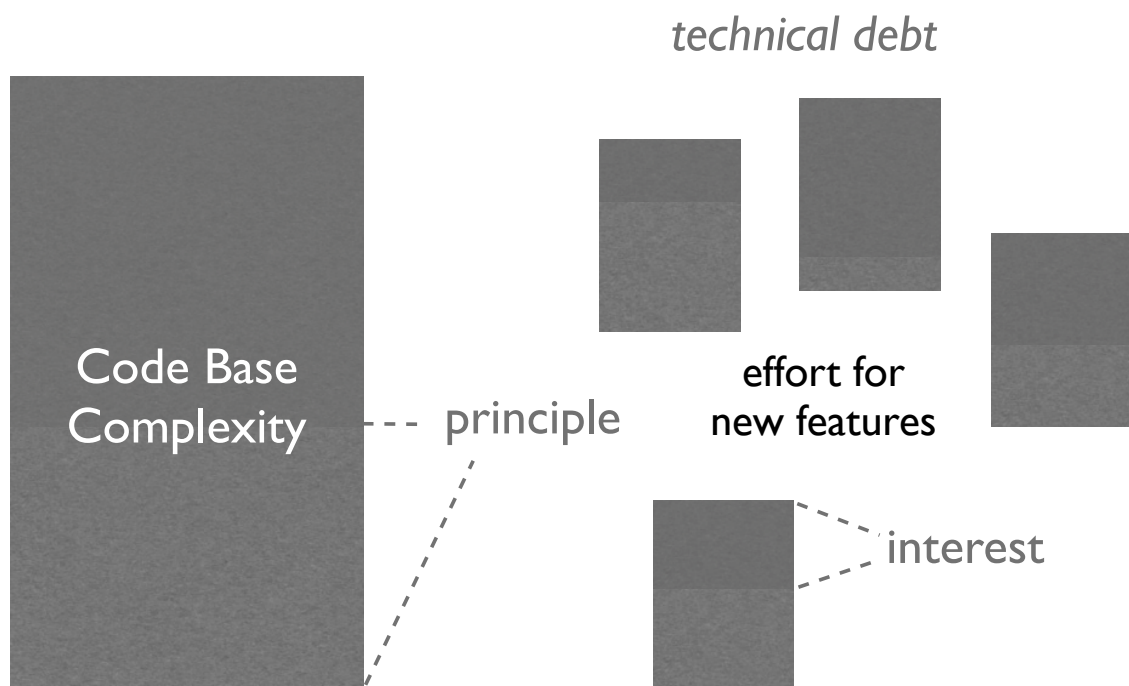 technical debt
Code Base
Complexity
principle
effort for
new features
interest